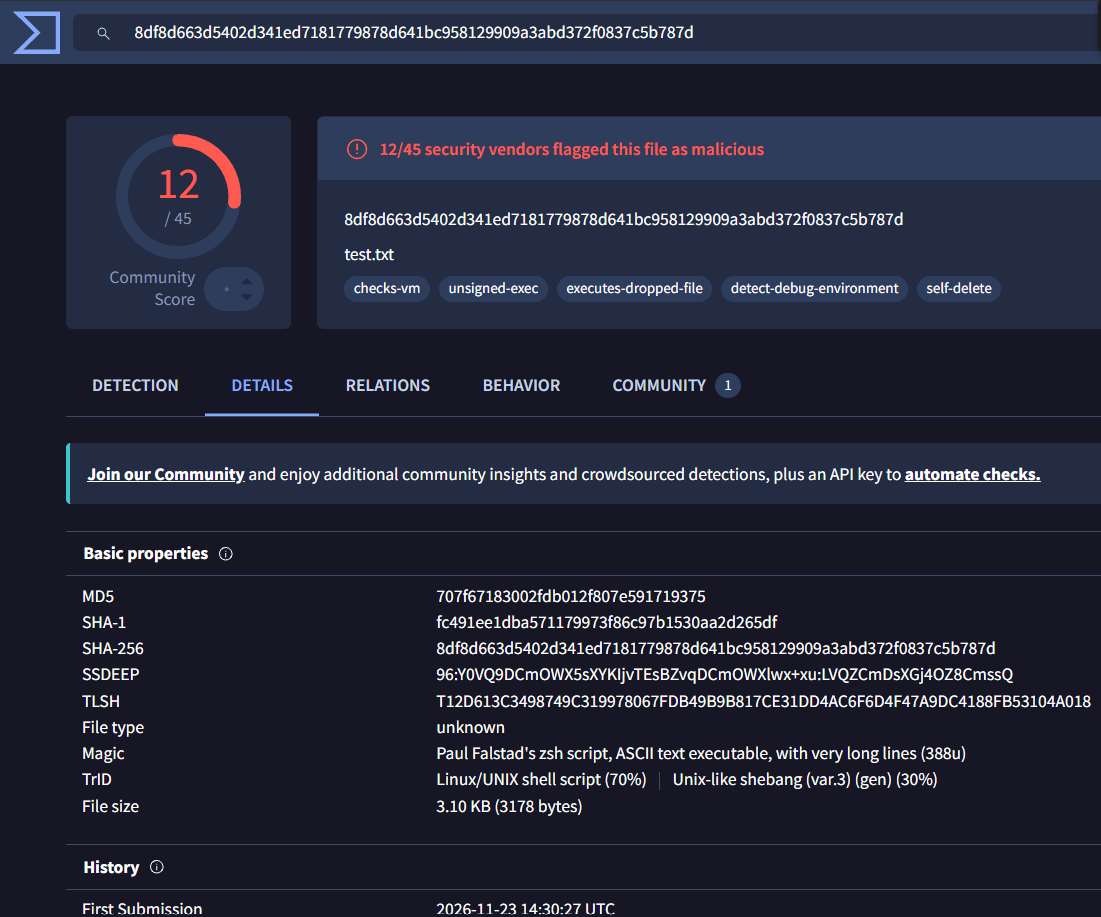 8df8d663d5402d341ed7181779878d641bc958129909a3abd372f0837c5b787d
12
/ 45
Community
Score
12/45 security vendors flagged this file as malicious
8df8d663d5402d341ed7181779878d641bc958129909a3abd372f0837c5b787d
test.txt
checks-vm unsigned-exec executes-dropped-file detect-debug-environment self-delete
DETECTION DETAILS RELATIONS BEHAVIOR COMMUNITY 1
Join our Community and enjoy additional community insights and crowdsourced detections, plus an API key to automate checks.
Basic properties
MD5 707f67183002fdb012f807e591719375
SHA-1 fc491ee1dba571179973f86c97b1530aa2d265df
SHA-256 8df8d663d5402d341ed7181779878d641bc958129909a3abd372f0837c5b787d
SSDEEP 96:Y0VQ9DCmOWX5sXYKIjvTEsBZvqDCmOWXlwx+xu:LVQZCmDsXGj4OZ8CmssQ
TLSH T12D613C3498749C319978067FDB49B9B817CE31DD4AC6F6D4F47A9DC4188FB53104A018
File type unknown
Magic Paul Falstad's zsh script, ASCII text executable, with very long lines (388u)
TrID Linux/UNIX shell script (70%) Unix-like shebang (var.3) (gen) (30%)
File size 3.10 KB (3178 bytes)
History
First Submission 2026-11-23 14:30:27 UTC